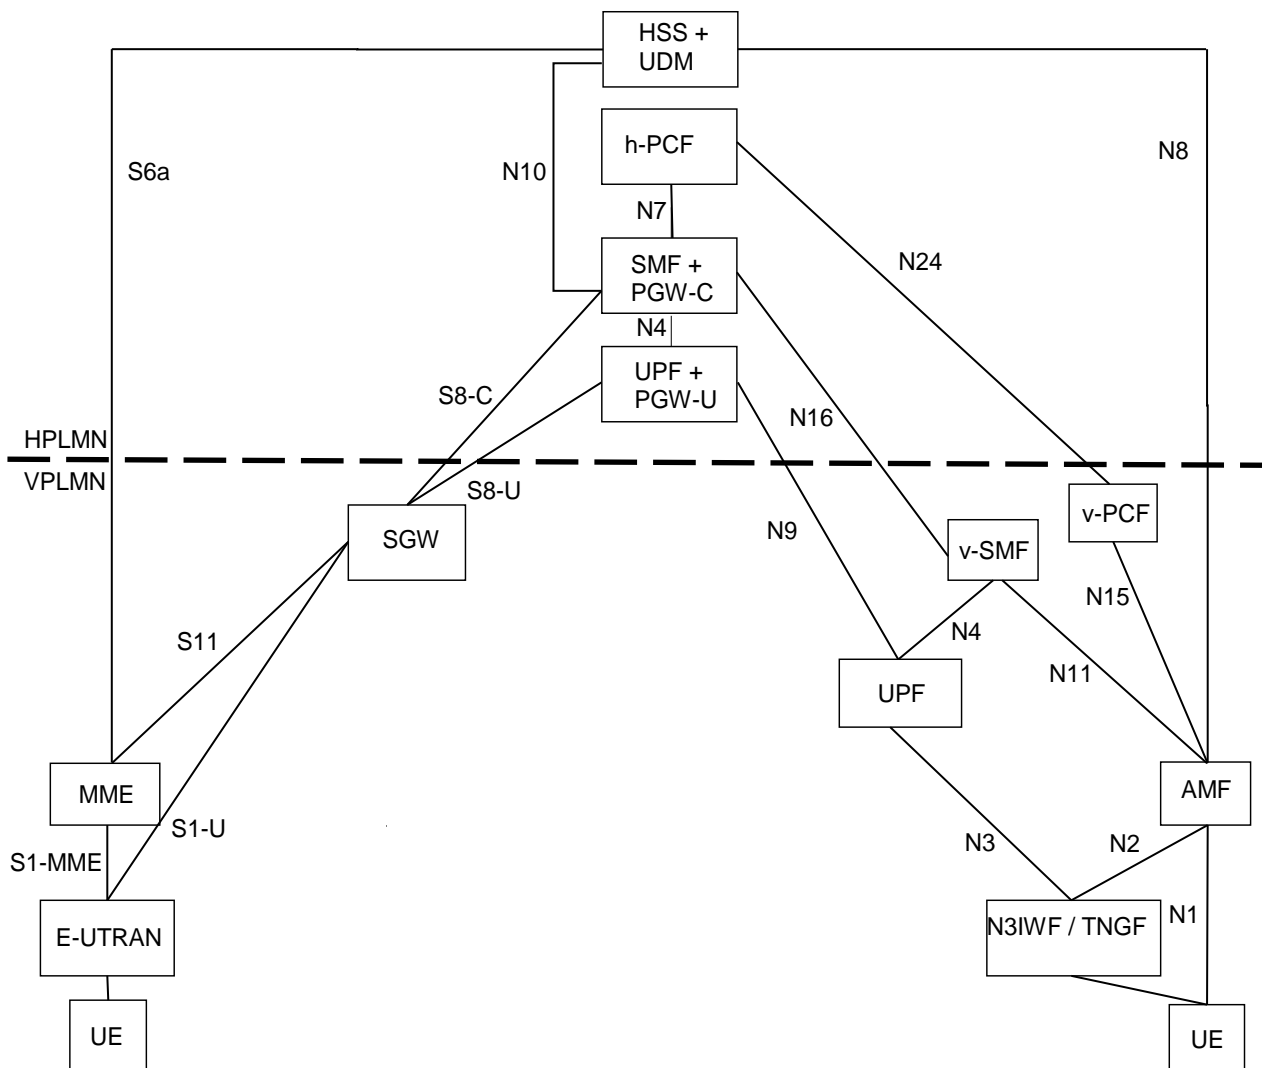 HSS +
UDM
h-PCF
S6a
N10
N8
N7
SMF +
PGW-C
N24
N4
UPF +
PGW-U
S8-C
N16
HPLMN
VPLMN
S8-U
v-PCF
SGW
N9
v-SMF
N15
S11
N4
N11
UPF
MME
AMF
S1-U
S1-MME
N3
N2
N1
E-UTRAN
N3IWF / TNGF
UE
UE